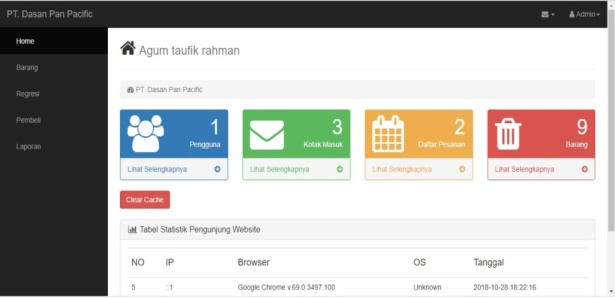 PT. Dasan Pan Pacific
Admin
Home
Barang
Regresi
Pembeli
Laporan
Agum taufik rahman
PT. Dasan Pan Pacific
1
Pengguna
Lihat Selengkapnya
3
Kotak Masuk
Lihat Selengkapnya
2
Daftar Pesanan
Lihat Selengkapnya
9
Barang
Lihat Selengkapnya
Clear Cache
Tabel Statistik Pengunjung Website
NO IP Browser OS Tanggal
5 ::1 Google Chrome v.69.0.3497.100 Unknown 2018-10-28 18:22:16